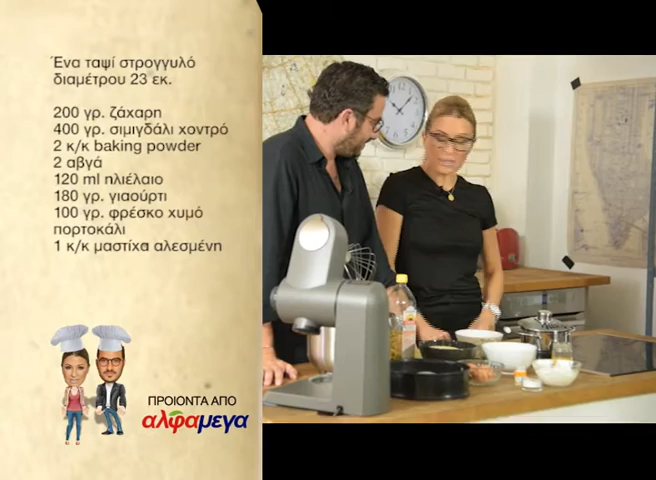 Ένα ταψί στρογγυλό
διαμέτρου 23 εκ.
200 γρ. ζάχαρη
400 γρ. σιμιγδάλι χοντρό
2 κ/κ baking powder
2 αβγά
120 ml ηλιέλαιο
180 γρ. γιαούρτι
100 γρ. φρέσκο χυμό
πορτοκάλι
1 κ/κ μαστίχα αλεσμένη
ΠΡΟΙΟΝΤΑ ΑΠΟ
αλφαμεγα